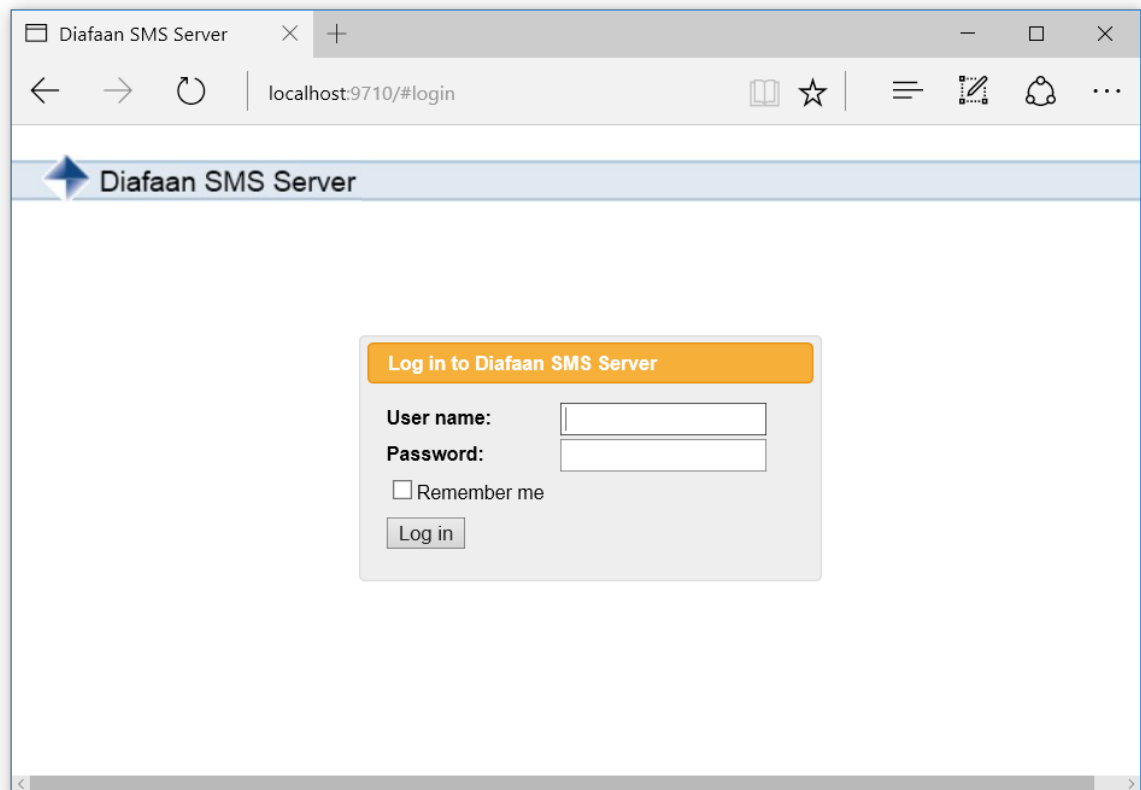 Diafaan SMS Server
localhost:9710/#login
Diafaan SMS Server
Log in to Diafaan SMS Server
User name:
Password:
Remember me
Log in